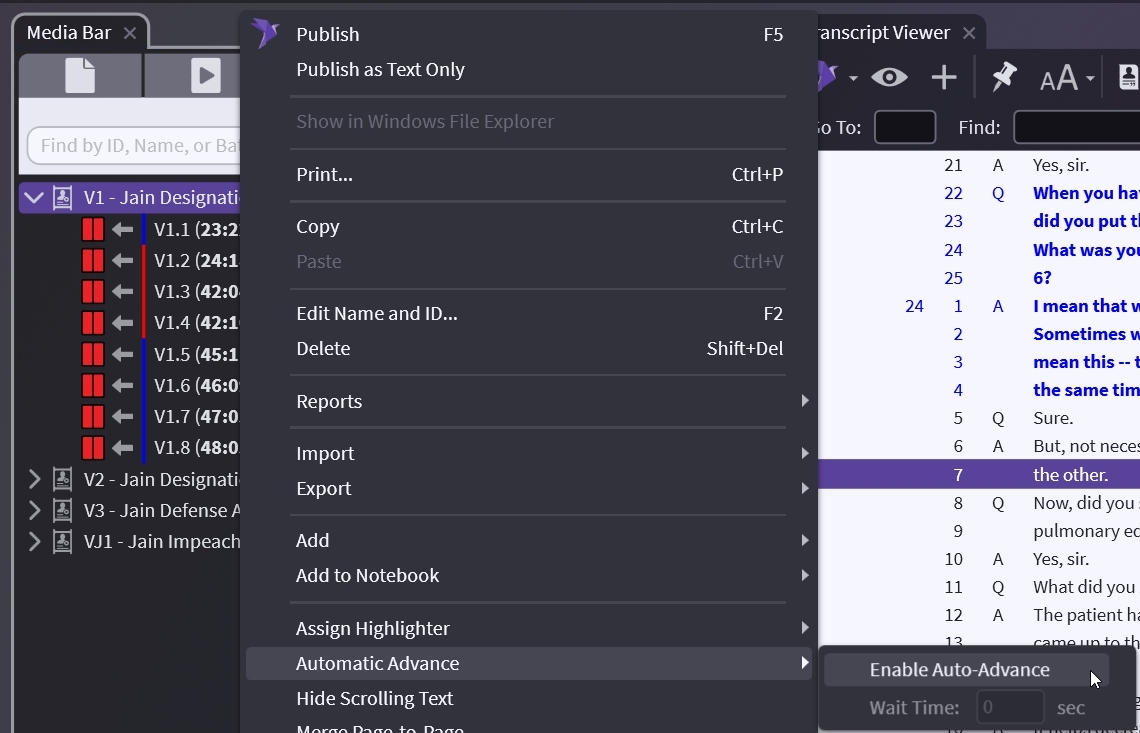 Media Bar
Find by ID, Name, or Ba
V1 - Jain Designati
V1.1 (23:2
V1.2 (24:1
V1.3 (42:0
V1.4 (42:1
V1.5 (45:1
V1.6 (46:0
V1.7 (47:0
V1.8 (48:0
V2 - Jain Designati
V3 - Jain Defense A
VJ1 - Jain Impeach
Publish F5
Publish as Text Only
Show in Windows File Explorer
Print... Ctrl+P
Copy Ctrl+C
Paste Ctrl+V
Edit Name and ID... F2
Delete Shift+Del
Reports
Import
Export
Add
Add to Notebook
Assign Highlighter
Automatic Advance
Hide Scrolling Text
Merge Page-to-Page
Enable Auto-Advance
Wait Time: 0 sec
ranscript Viewer
AA
Go To: Find:
21 A Yes, sir.
22 Q When you ha
23 did you put t
24 What was you
25 6?
24 1 A I mean that w
2 Sometimes w
3 mean this -- t
4 the same tim
5 Q Sure.
6 A But, not neces
7 the other.
8 Q Now, did you
9 pulmonary ed
10 A Yes, sir.
11 Q What did you
12 A The patient ha
13 came up to th